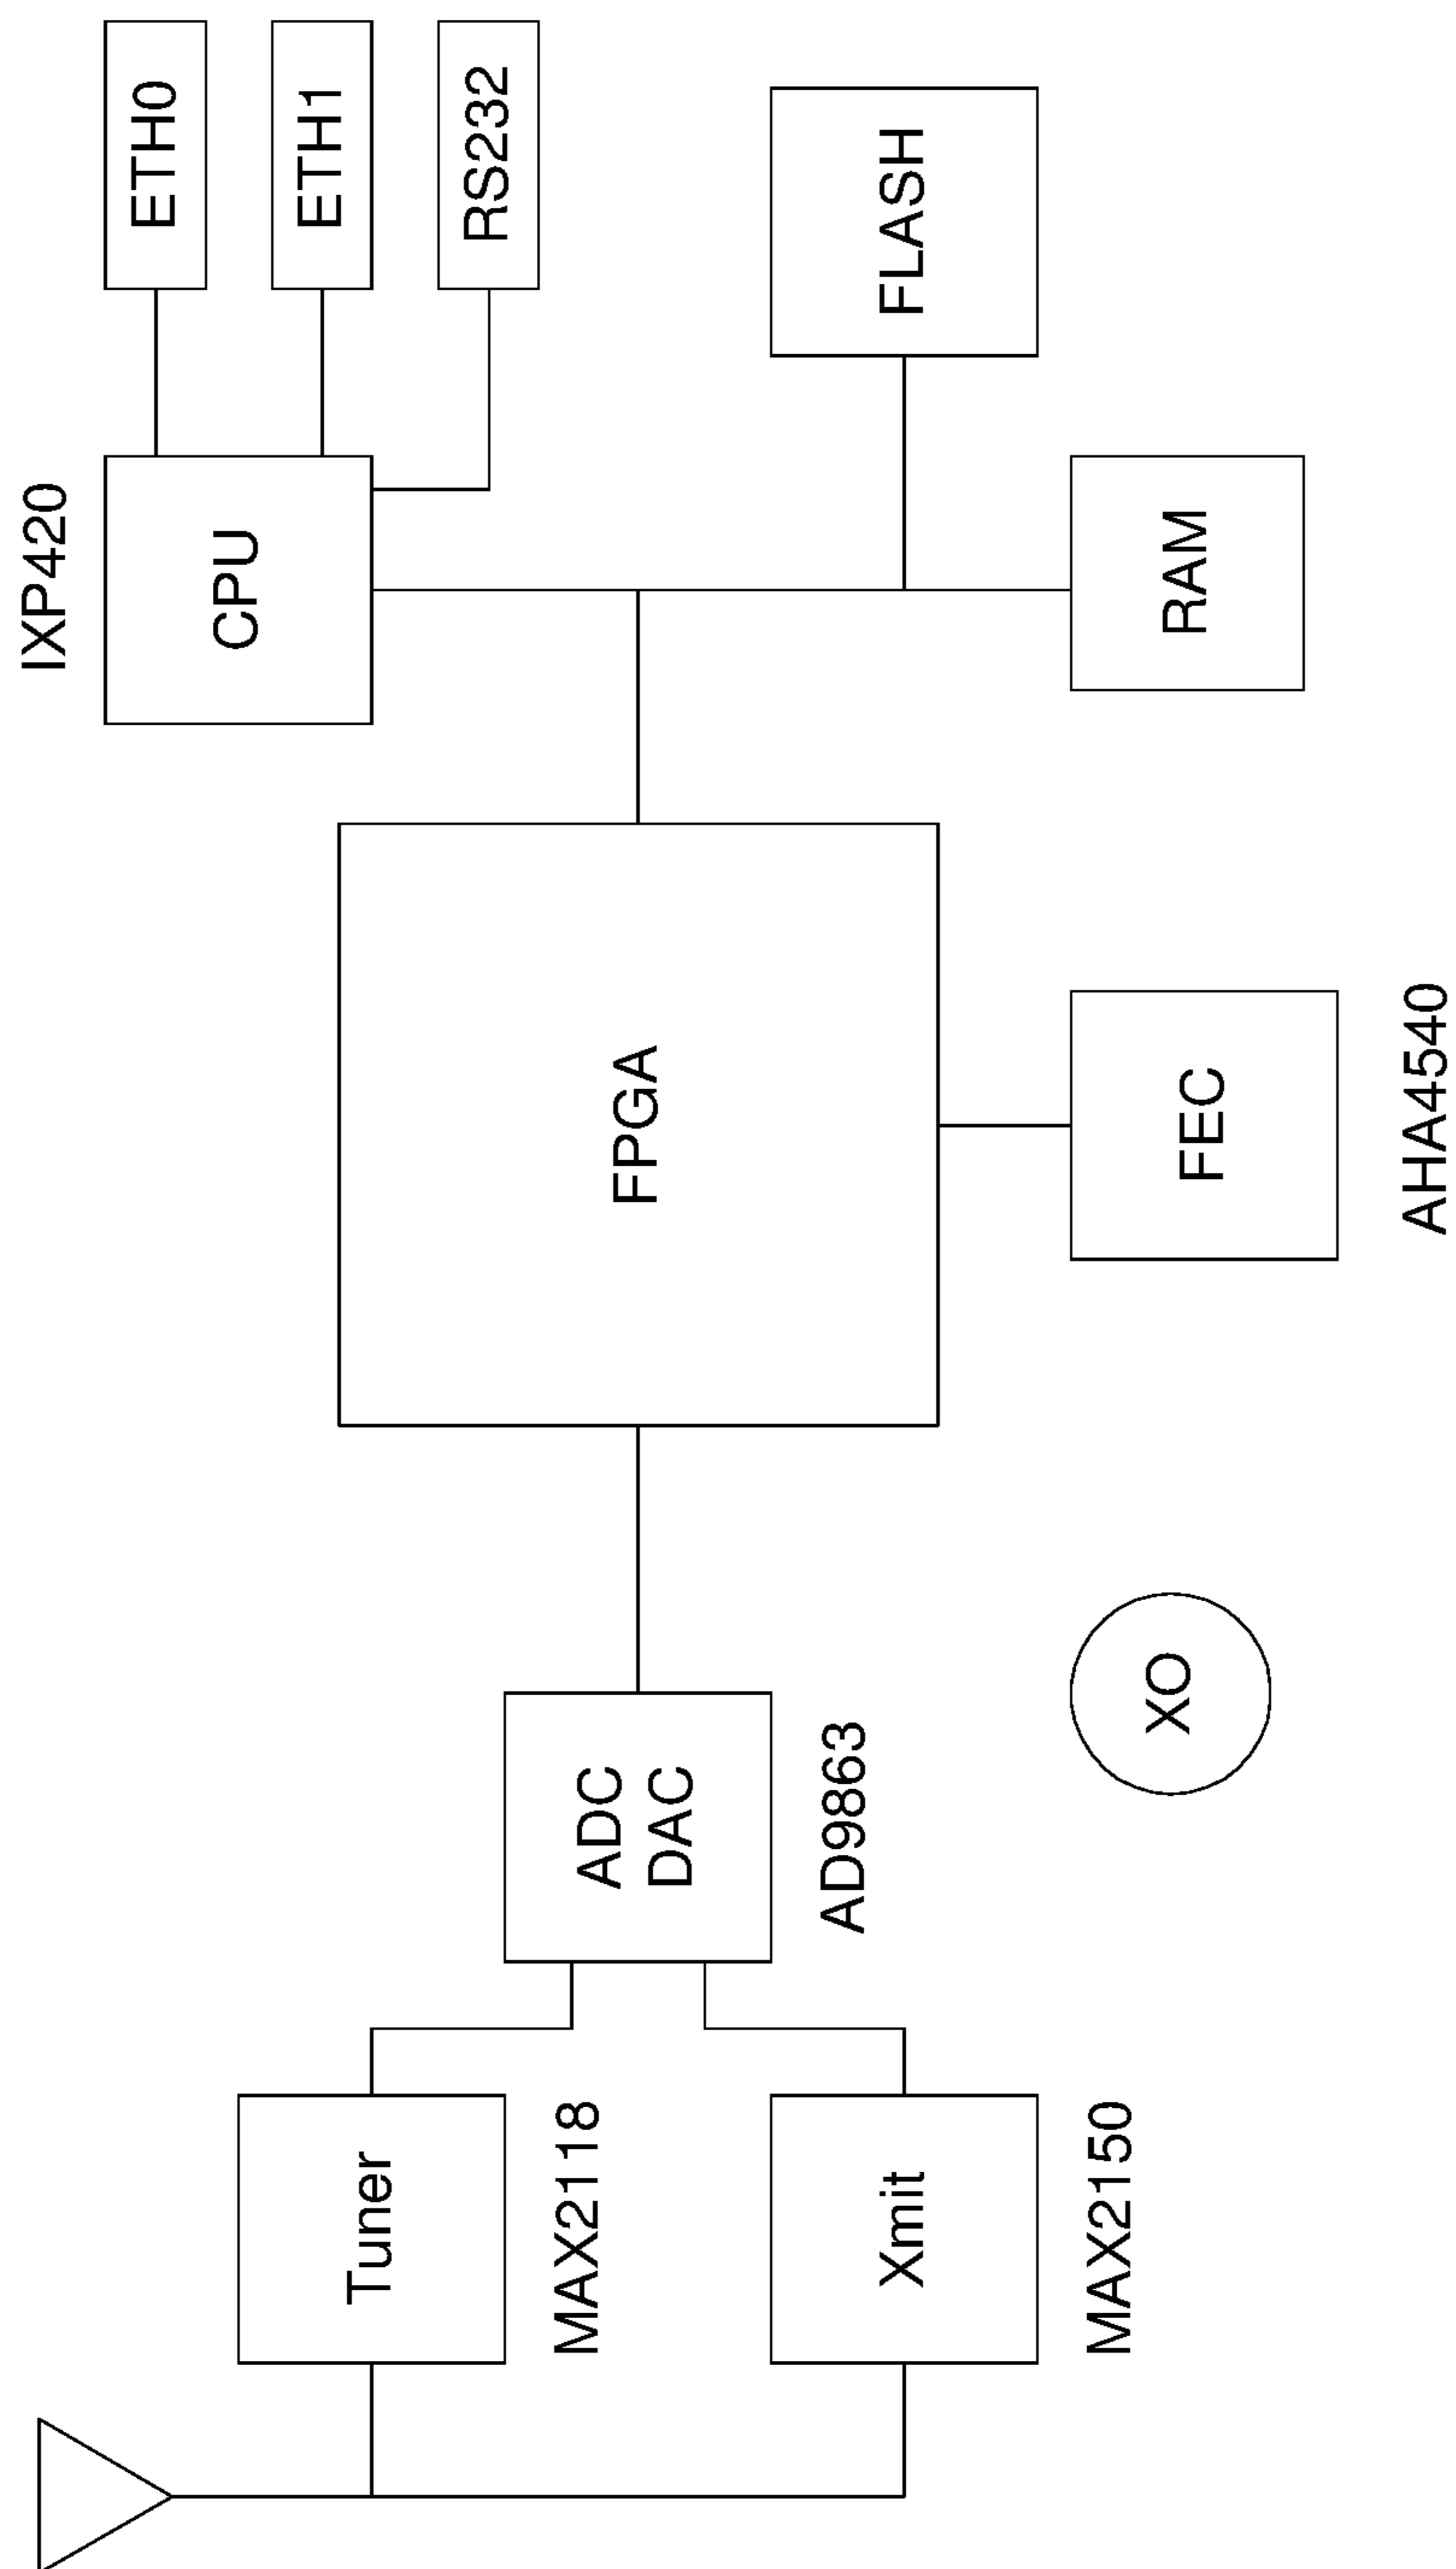 IXP420
CPU
ETH0
ETH1
RS232
FLASH
RAM
FPGA
FEC
AHA4540
ADC
DAC
AD9863
XO
Tuner
MAX2118
Xmit
MAX2150